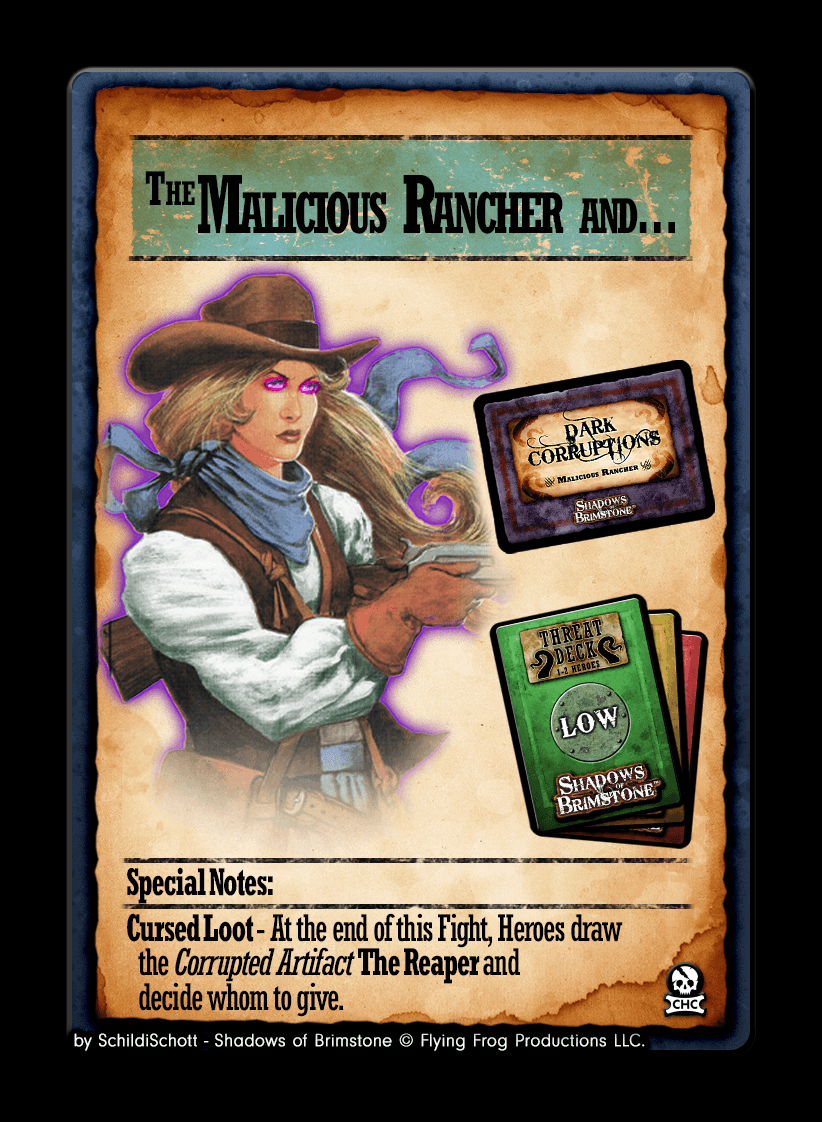 The Malicious Rancher and...
DARK
CORRUPTIONS
Malicious Rancher
Shadows
of
Brimstone™
THREAT
DECK
1-2 HEROES
LOW
Shadows
of
Brimstone™
Special Notes:
Cursed Loot - At the end of this Fight, Heroes draw
the Corrupted Artifact The Reaper and
decide whom to give.
CHC
by SchildiSchott - Shadows of Brimstone © Flying Frog Productions LLC.